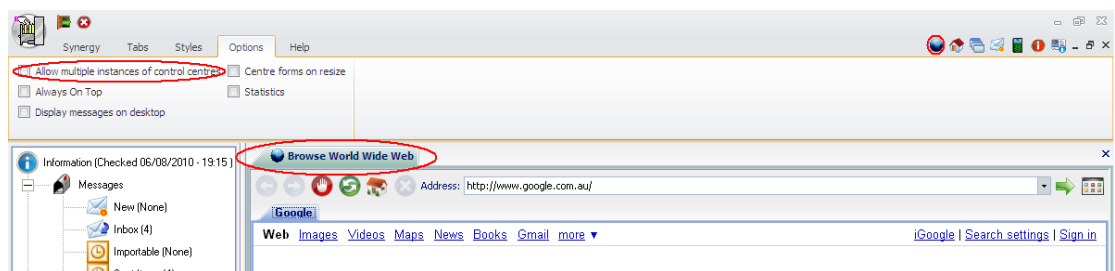 Synergy Tabs Styles Options Help
Allow multiple instances of control centres Centre forms on resize
Always On Top Statistics
Display messages on desktop
Information (Checked 06/08/2010 - 19:15)
Messages
New (None)
Inbox (4)
Importable (None)
Browse World Wide Web
Address: http://www.google.com.au/
Google
Web Images Videos Maps News Books Gmail more ▼
iGoogle | Search settings | Sign in